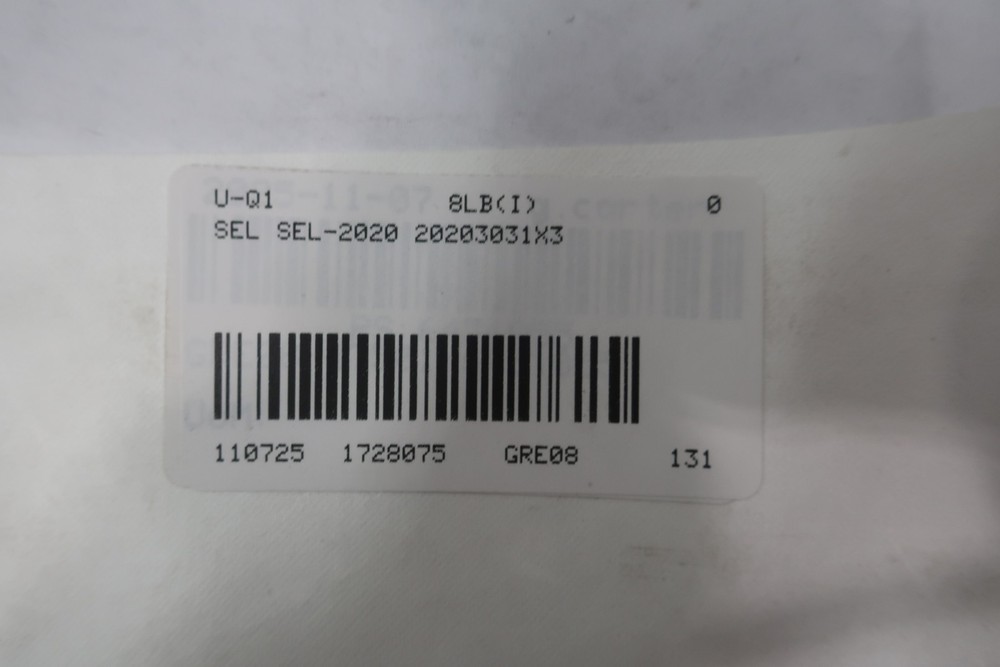 U-Q1 8LB(I) 0
SEL SEL-2020 20203031X3
110725 1728075 GRE08 131